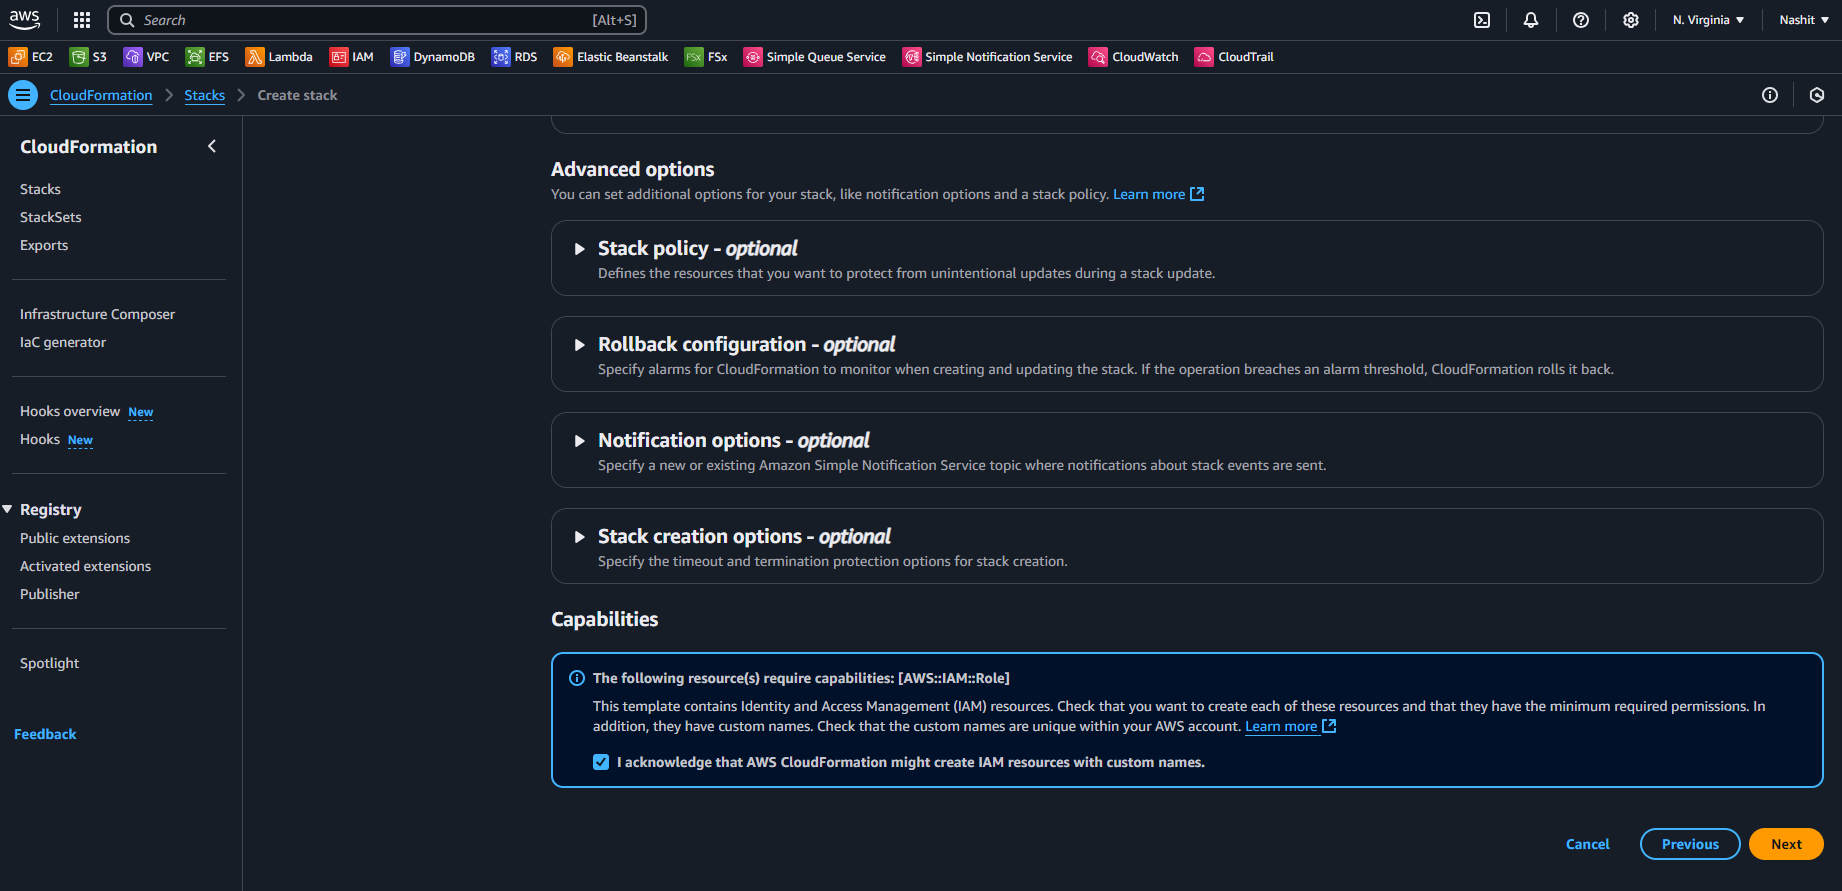 aws
Search [Alt+S]
N. Virginia
Nashit
EC2 S3 VPC EFS Lambda IAM DynamoDB RDS Elastic Beanstalk FSx FSx Simple Queue Service Simple Notification Service CloudWatch CloudTrail
CloudFormation Stacks Create stack
CloudFormation
Stacks
StackSets
Exports
Infrastructure Composer
IaC generator
Hooks overview New
Hooks New
Registry
Public extensions
Activated extensions
Publisher
Spotlight
Feedback
Advanced options
You can set additional options for your stack, like notification options and a stack policy. Learn more
Stack policy - optional
Defines the resources that you want to protect from unintentional updates during a stack update.
Rollback configuration - optional
Specify alarms for CloudFormation to monitor when creating and updating the stack. If the operation breaches an alarm threshold, CloudFormation rolls it back.
Notification options - optional
Specify a new or existing Amazon Simple Notification Service topic where notifications about stack events are sent.
Stack creation options - optional
Specify the timeout and termination protection options for stack creation.
Capabilities
The following resource(s) require capabilities: [AWS::IAM::Role]
This template contains Identity and Access Management (IAM) resources. Check that you want to create each of these resources and that they have the minimum required permissions. In
addition, they have custom names. Check that the custom names are unique within your AWS account. Learn more
I acknowledge that AWS CloudFormation might create IAM resources with custom names.
Cancel Previous Next